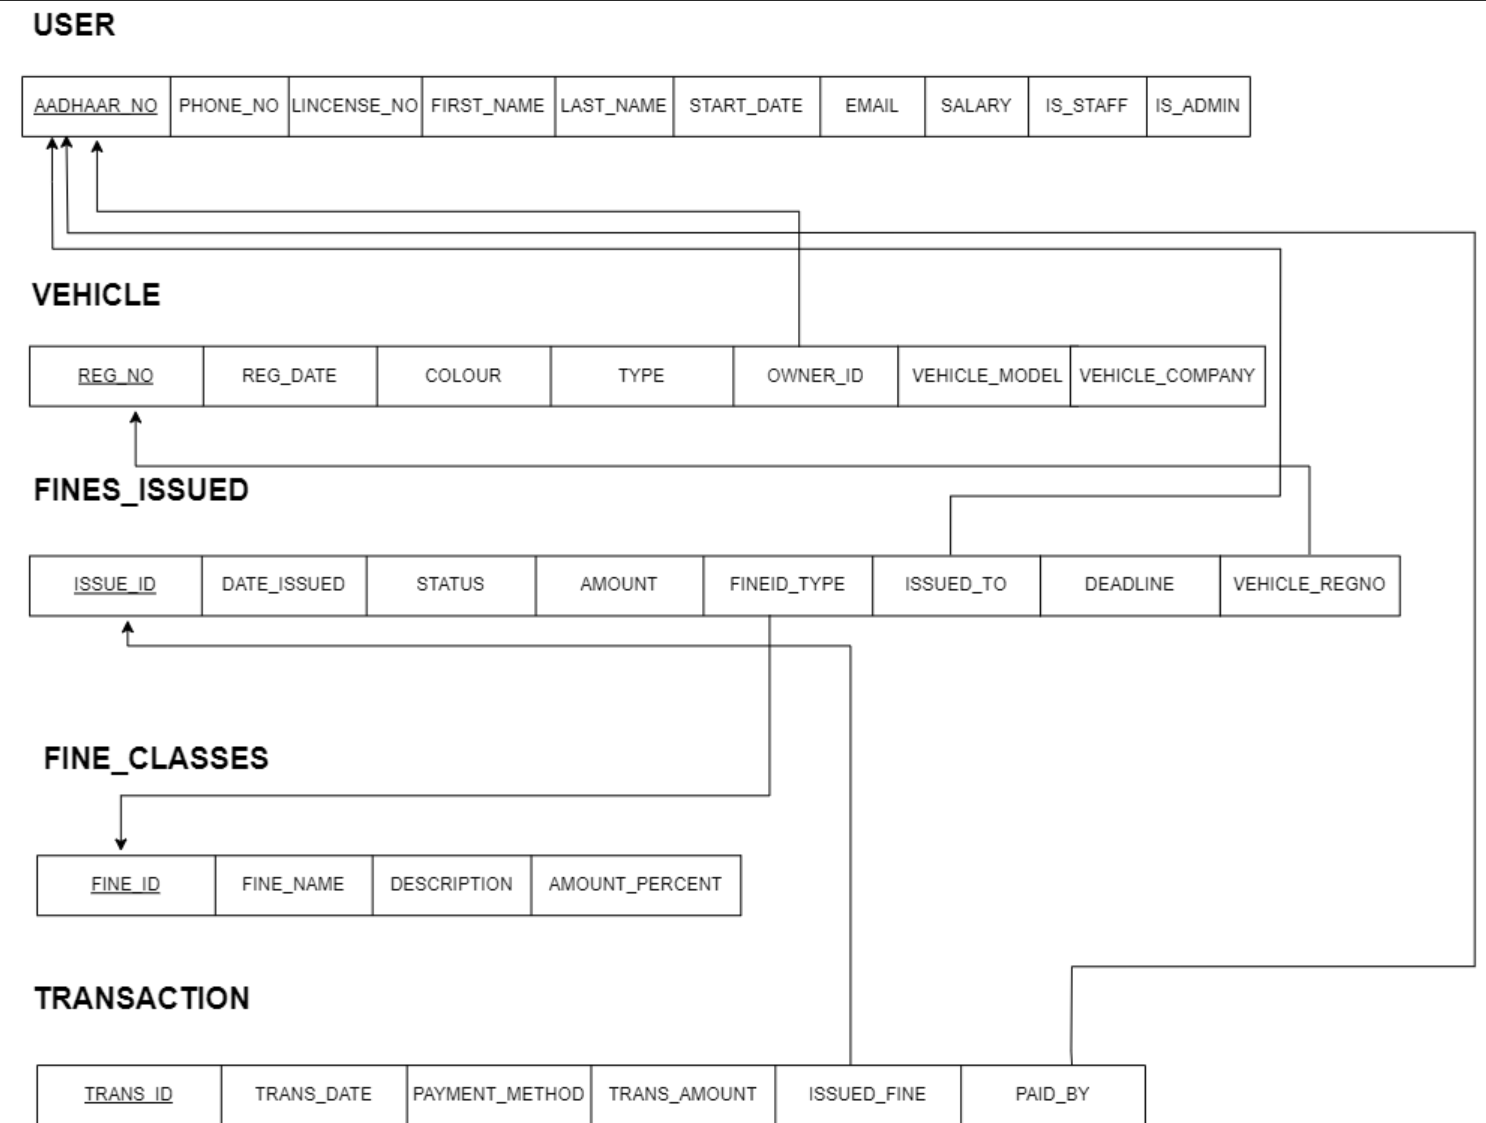 USER
AADHAAR_NO PHONE_NO LINCENSE_NO FIRST_NAME LAST_NAME START_DATE EMAIL SALARY IS_STAFF IS_ADMIN
VEHICLE
REG_NO REG_DATE COLOUR TYPE OWNER_ID VEHICLE_MODEL VEHICLE_COMPANY
FINES_ISSUED
ISSUE_ID DATE_ISSUED STATUS AMOUNT FINEID_TYPE ISSUED_TO DEADLINE VEHICLE_REGNO
FINE_CLASSES
FINE_ID FINE_NAME DESCRIPTION AMOUNT_PERCENT
TRANSACTION
TRANS_ID TRANS_DATE PAYMENT_METHOD TRANS_AMOUNT ISSUED_FINE PAID_BY